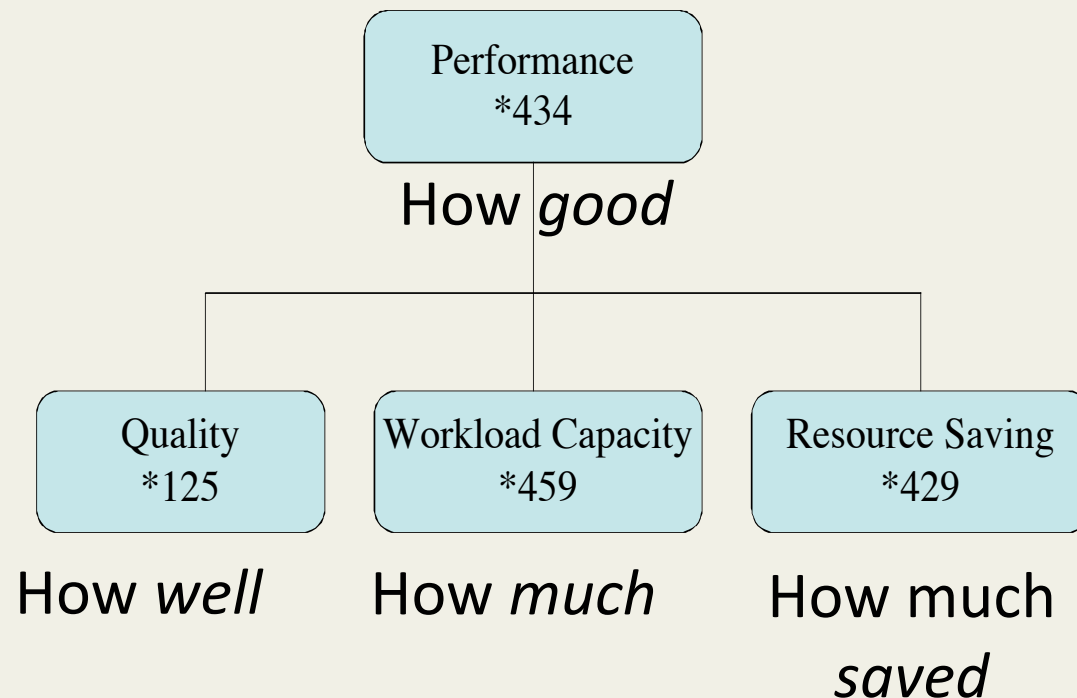 Performance
*434
How good
Quality
*125
Workload Capacity
*459
Resource Saving
*429
How well
How much
How much
saved